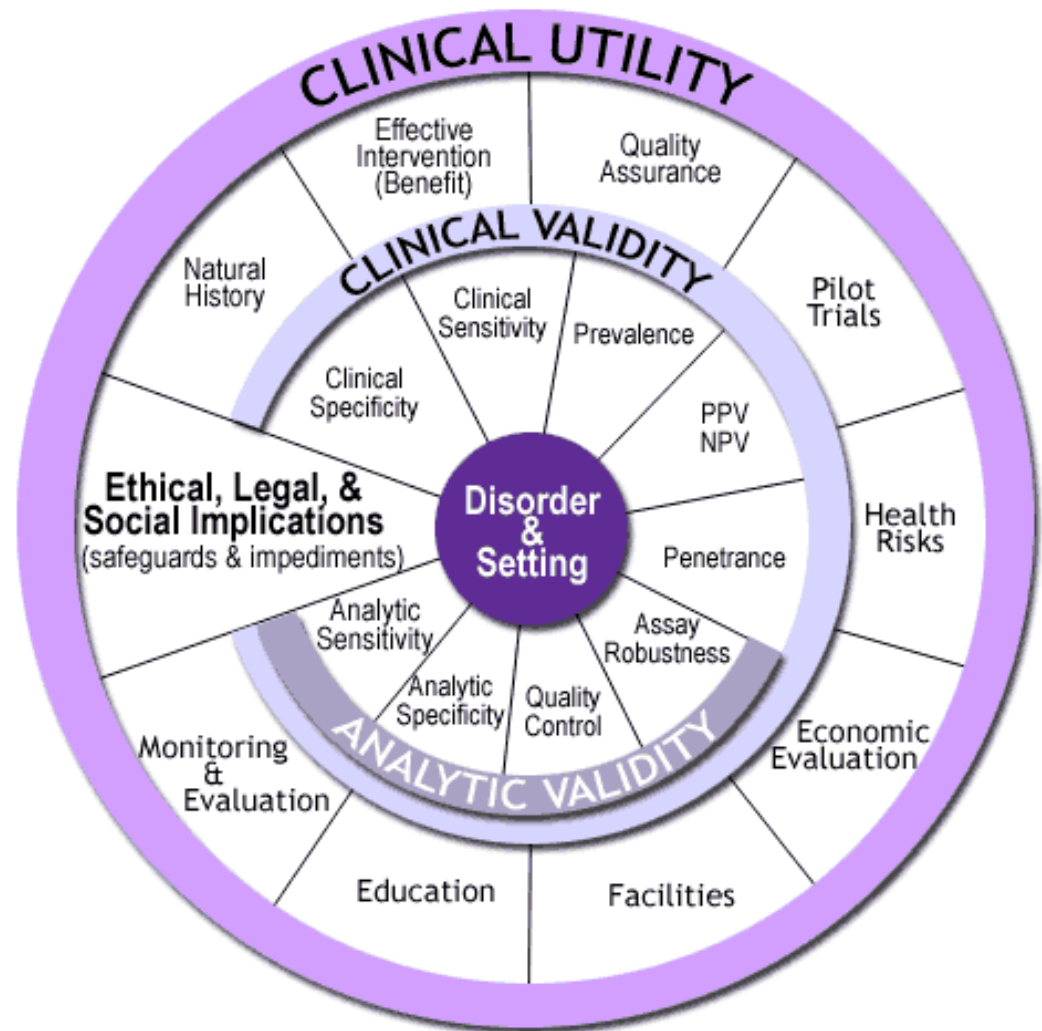 CLINICAL UTILITY
Effective
Intervention
(Benefit)
Quality
Assurance
CLINICAL VALIDITY
Natural
History
Clinical
Sensitivity
Prevalence
Pilot
Trials
Clinical
Specificity
PPV
NPV
Ethical, Legal, &
Social Implications
(safeguards & impediments)
Disorder
&
Setting
Health
Risks
Penetrance
Analytic
Sensitivity
Assay
Robustness
Analytic
Specificity
Quality
Control
ANALYTIC VALIDITY
Monitoring
&
Evaluation
Economic
Evaluation
Education
Facilities